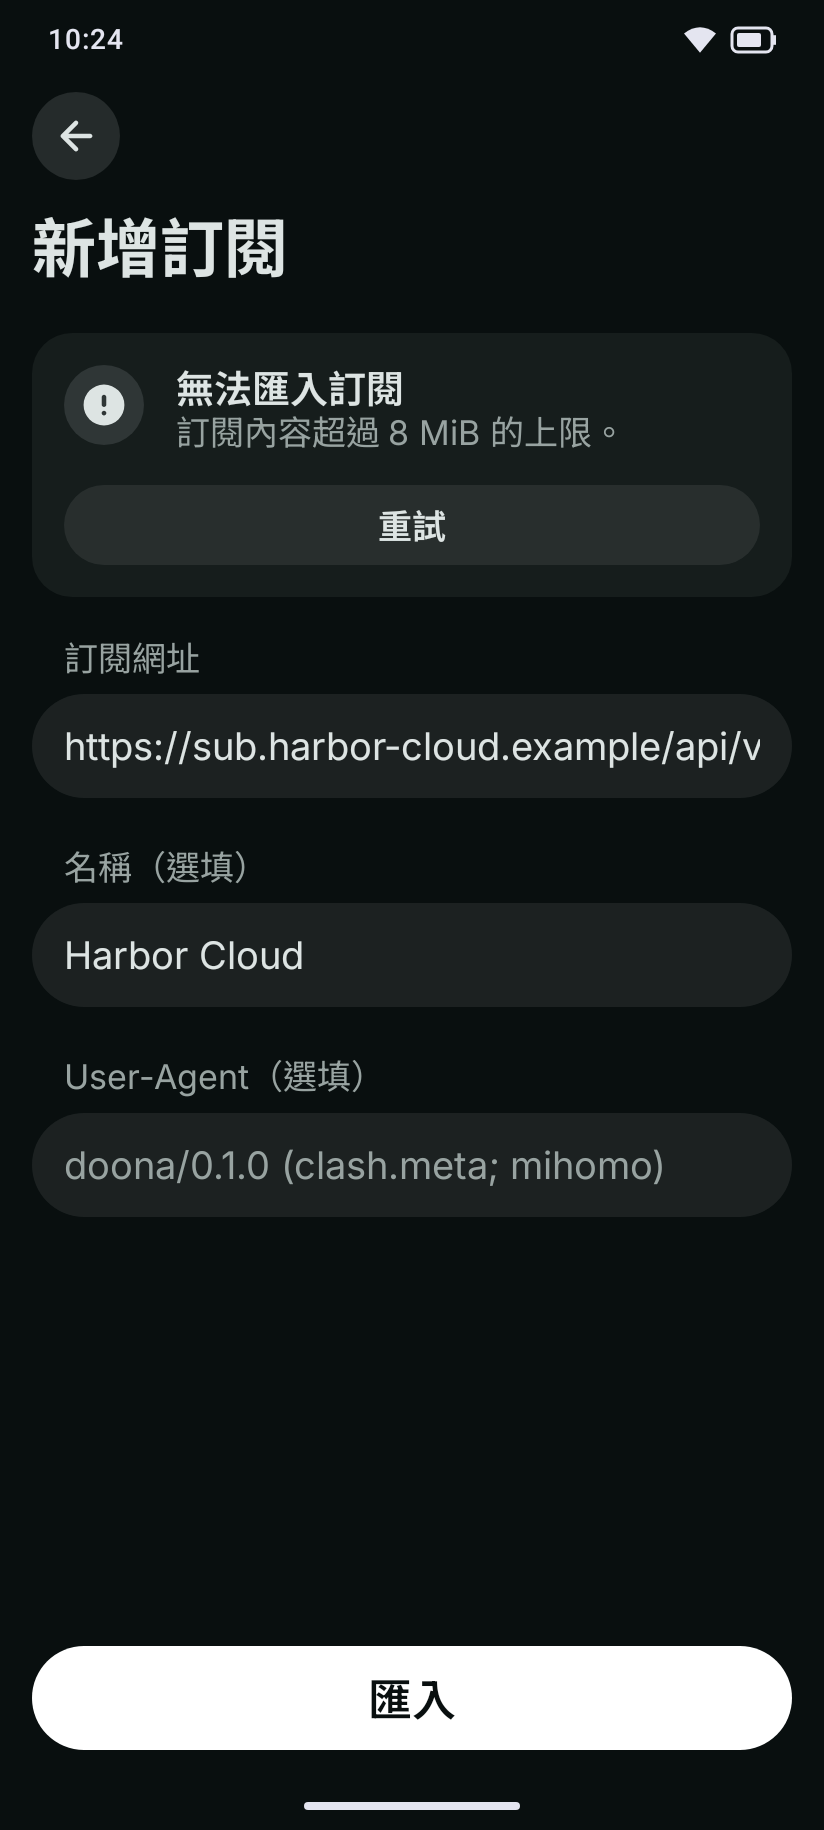 10:24
新增訂閱
無法匯入訂閱
訂閱內容超過 8 MiB 的上限。
重試
訂閱網址
https://sub.harbor-cloud.example/api/v
名稱（選填）
Harbor Cloud
User-Agent（選填）
doona/0.1.0 (clash.meta; mihomo)
匯入